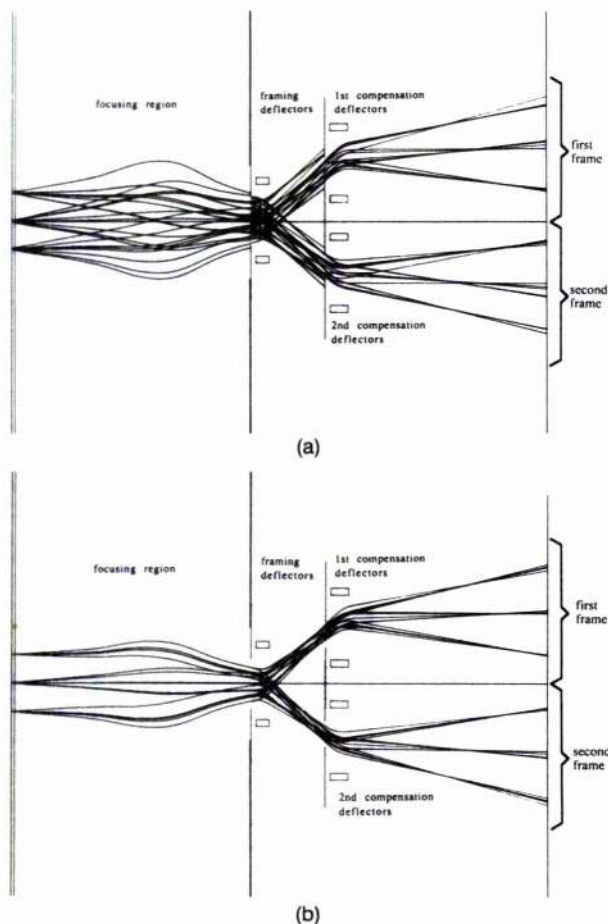 focusing region
framing
deflectors
1st compensation
deflectors
first
frame
second
frame
2nd compensation
deflectors
(a)
focusing region
framing
deflectors
1st compensation
deflectors
first
frame
second
frame
2nd compensation
deflectors
(b)